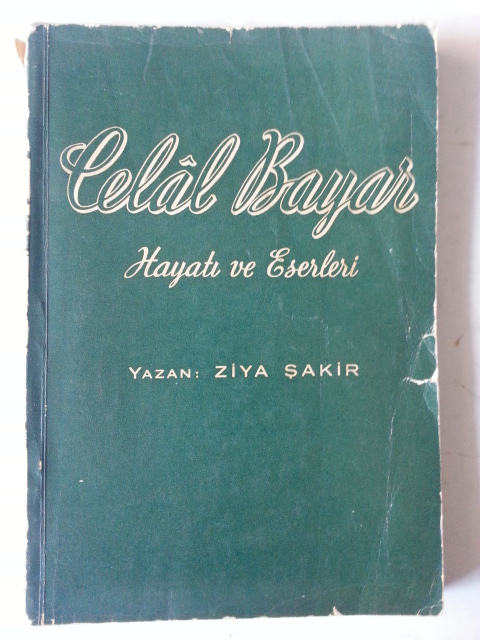 Celâl Bayar
Hayatı ve Eserleri
YAZAN: ZİYA ŞAKİR